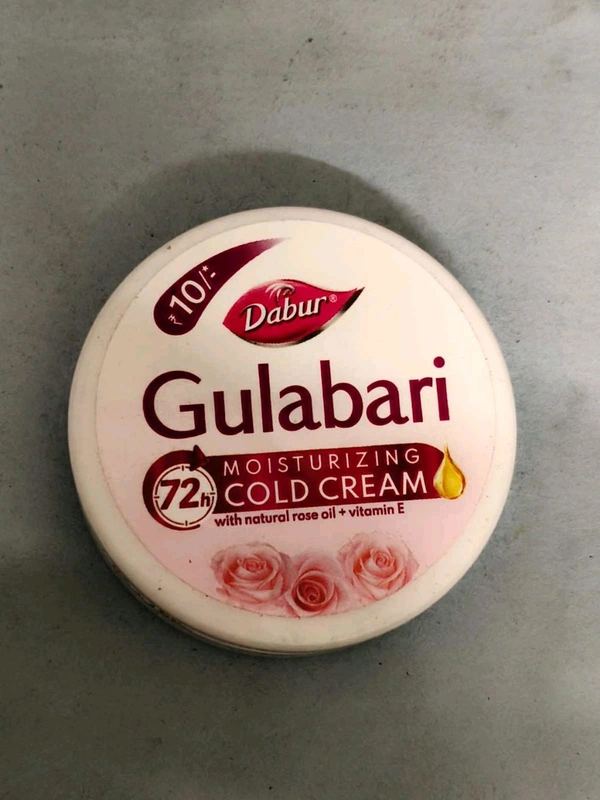 ₹10/-*
Dabur®
Gulabari
72h
MOISTURIZING
COLD CREAM
with natural rose oil + vitamin E